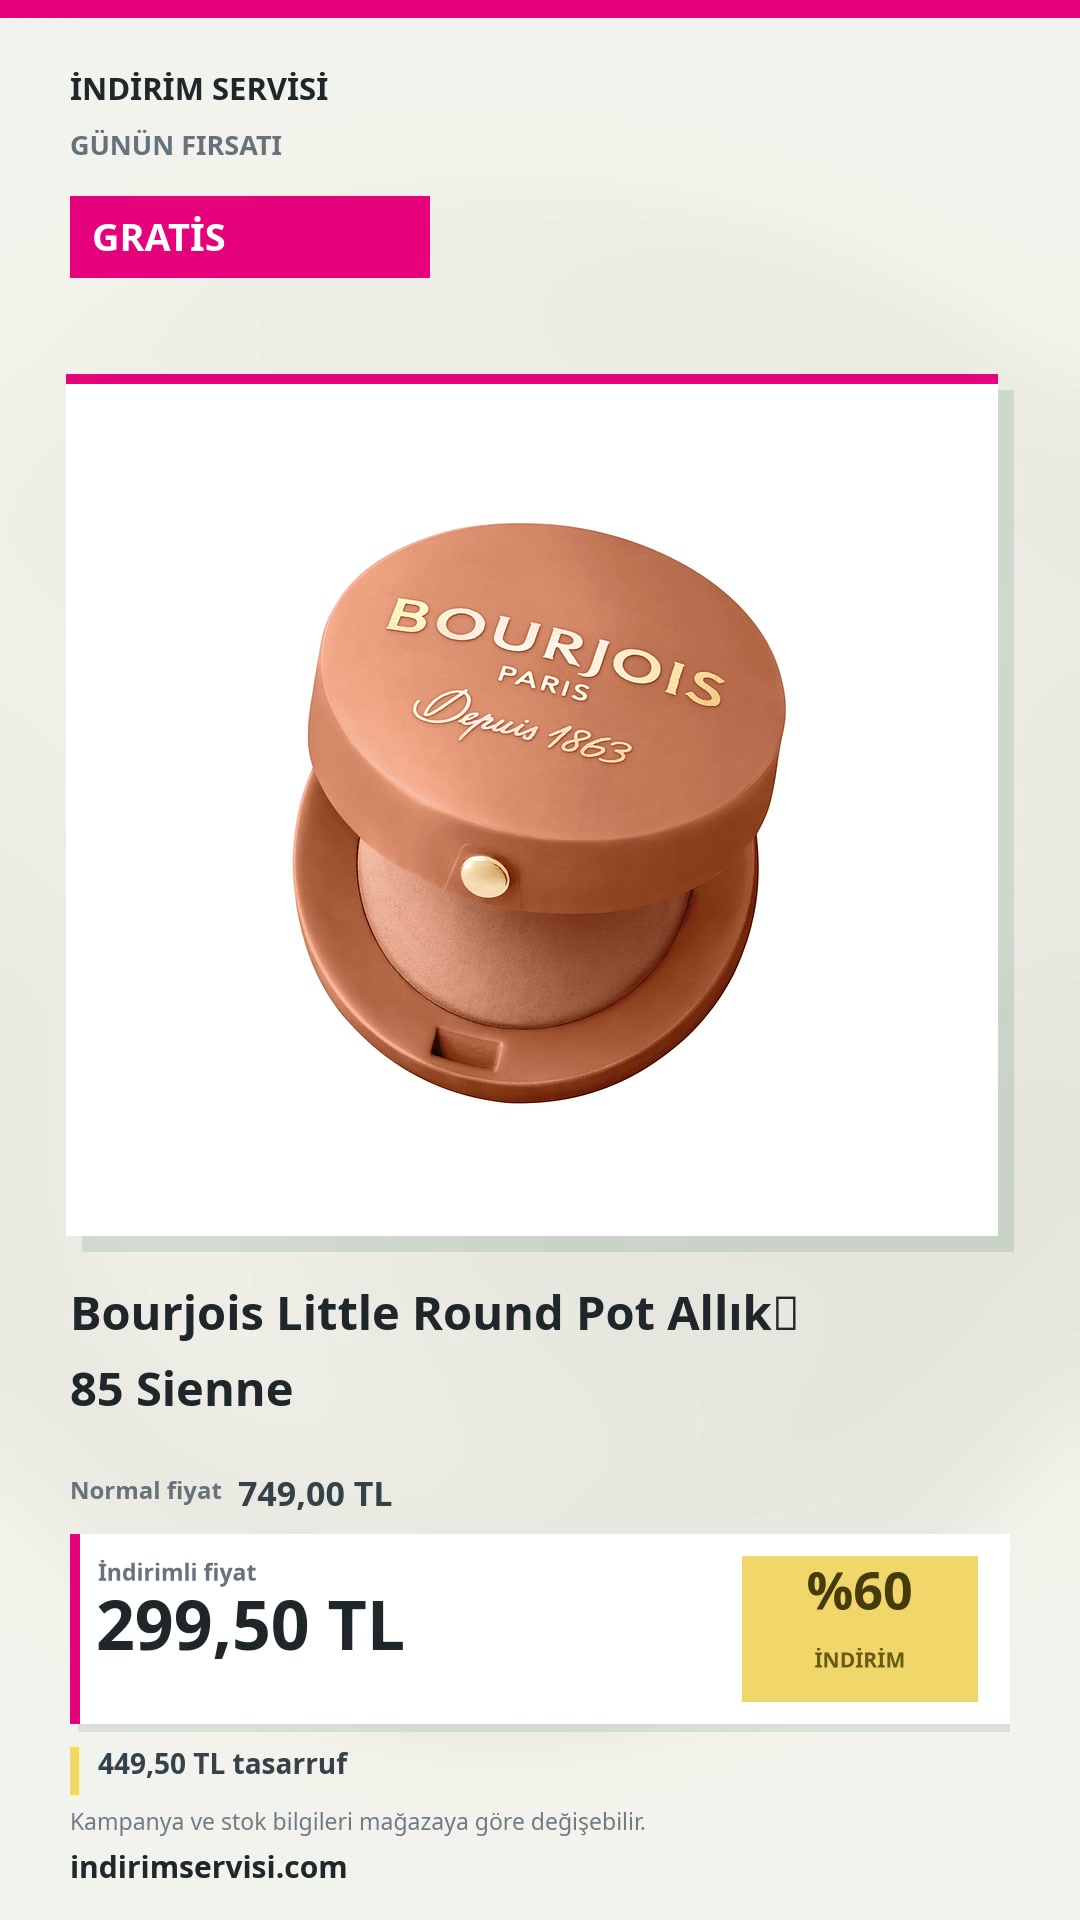 İNDİRİM SERVİSİ
GÜNÜN FIRSATI
GRATİS
BOURJOIS
PARIS
Depuis 1863
Bourjois Little Round Pot Allık
85 Sienne
Normal fiyat 749,00 TL
İndirimli fiyat
299,50 TL
%60
İNDİRİM
449,50 TL tasarruf
Kampanya ve stok bilgileri mağazaya göre değişebilir.
indirimservisi.com